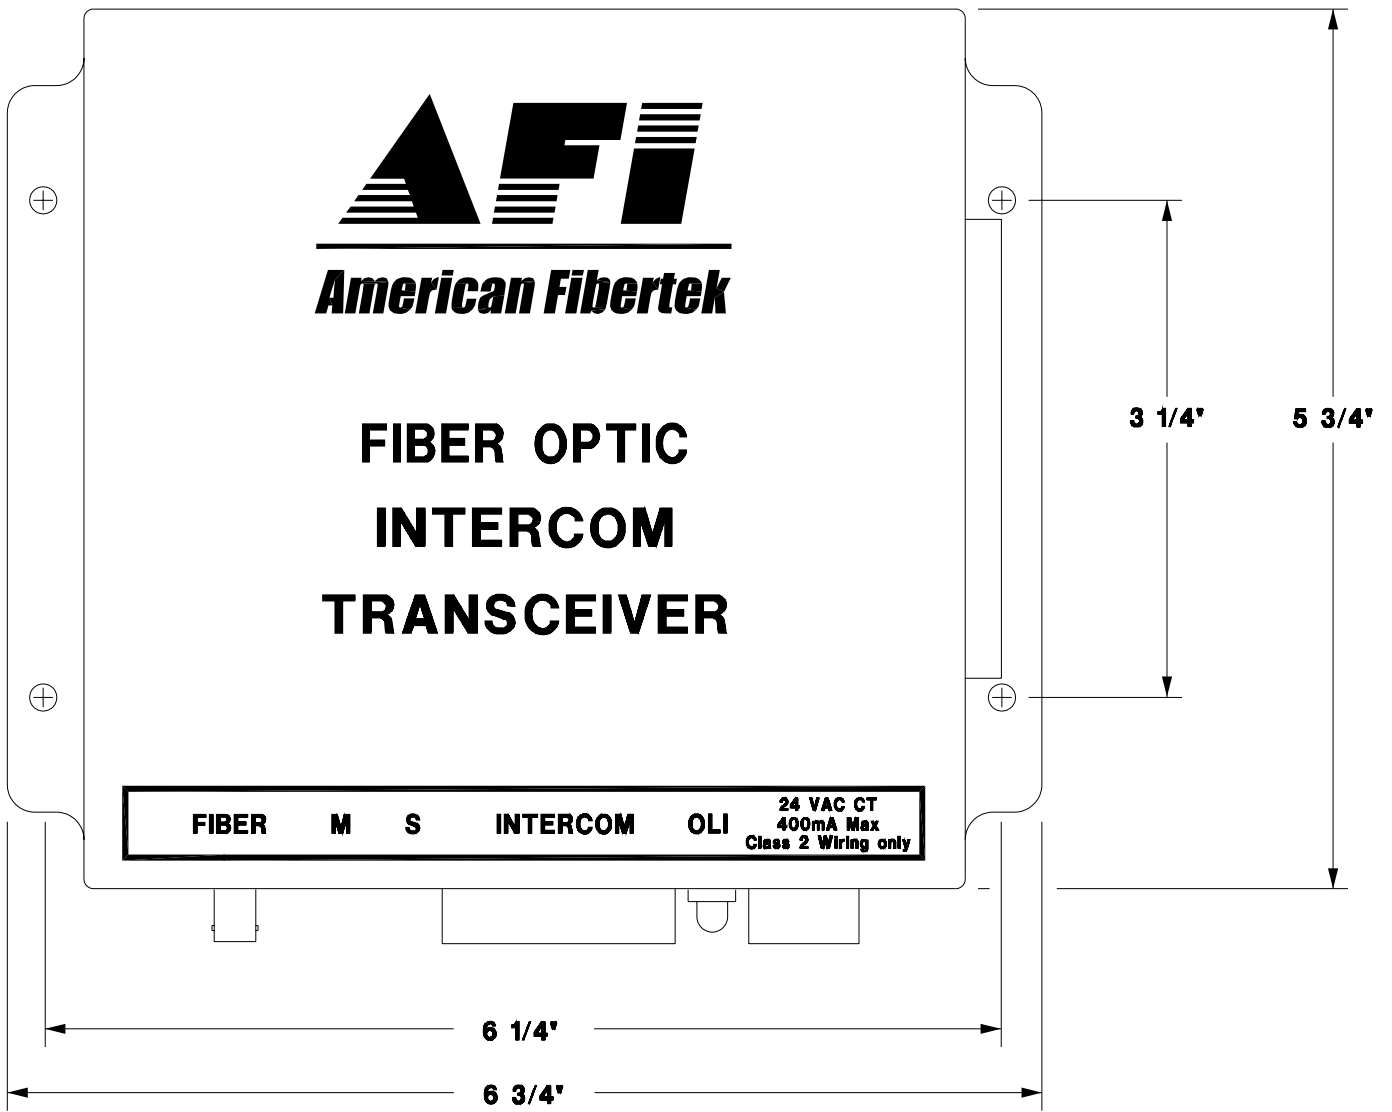 AFI
American Fibertek
FIBER OPTIC
INTERCOM
TRANSCEIVER
3 1/4"
5 3/4"
FIBER M S INTERCOM OLI
24 VAC CT
400mA Max
Class 2 Wiring only
6 1/4"
6 3/4"